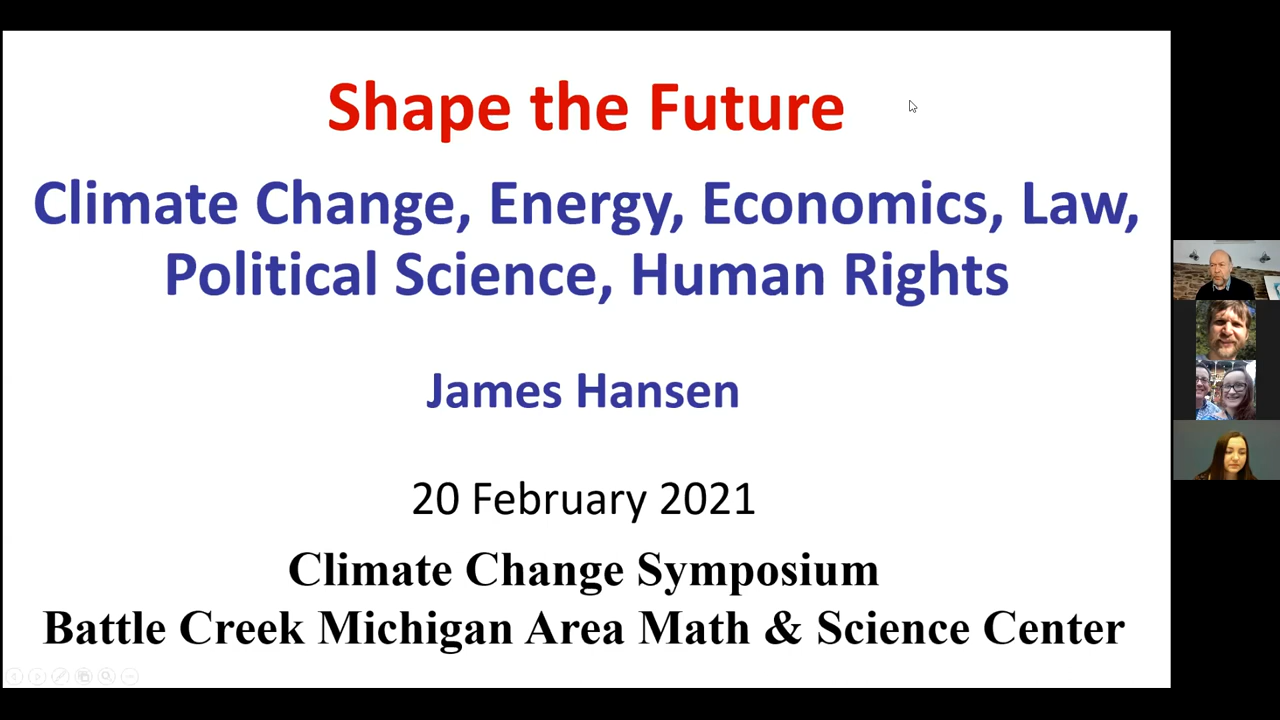 Shape the Future
Climate Change, Energy, Economics, Law,
Political Science, Human Rights
James Hansen
20 February 2021
Climate Change Symposium
Battle Creek Michigan Area Math & Science Center